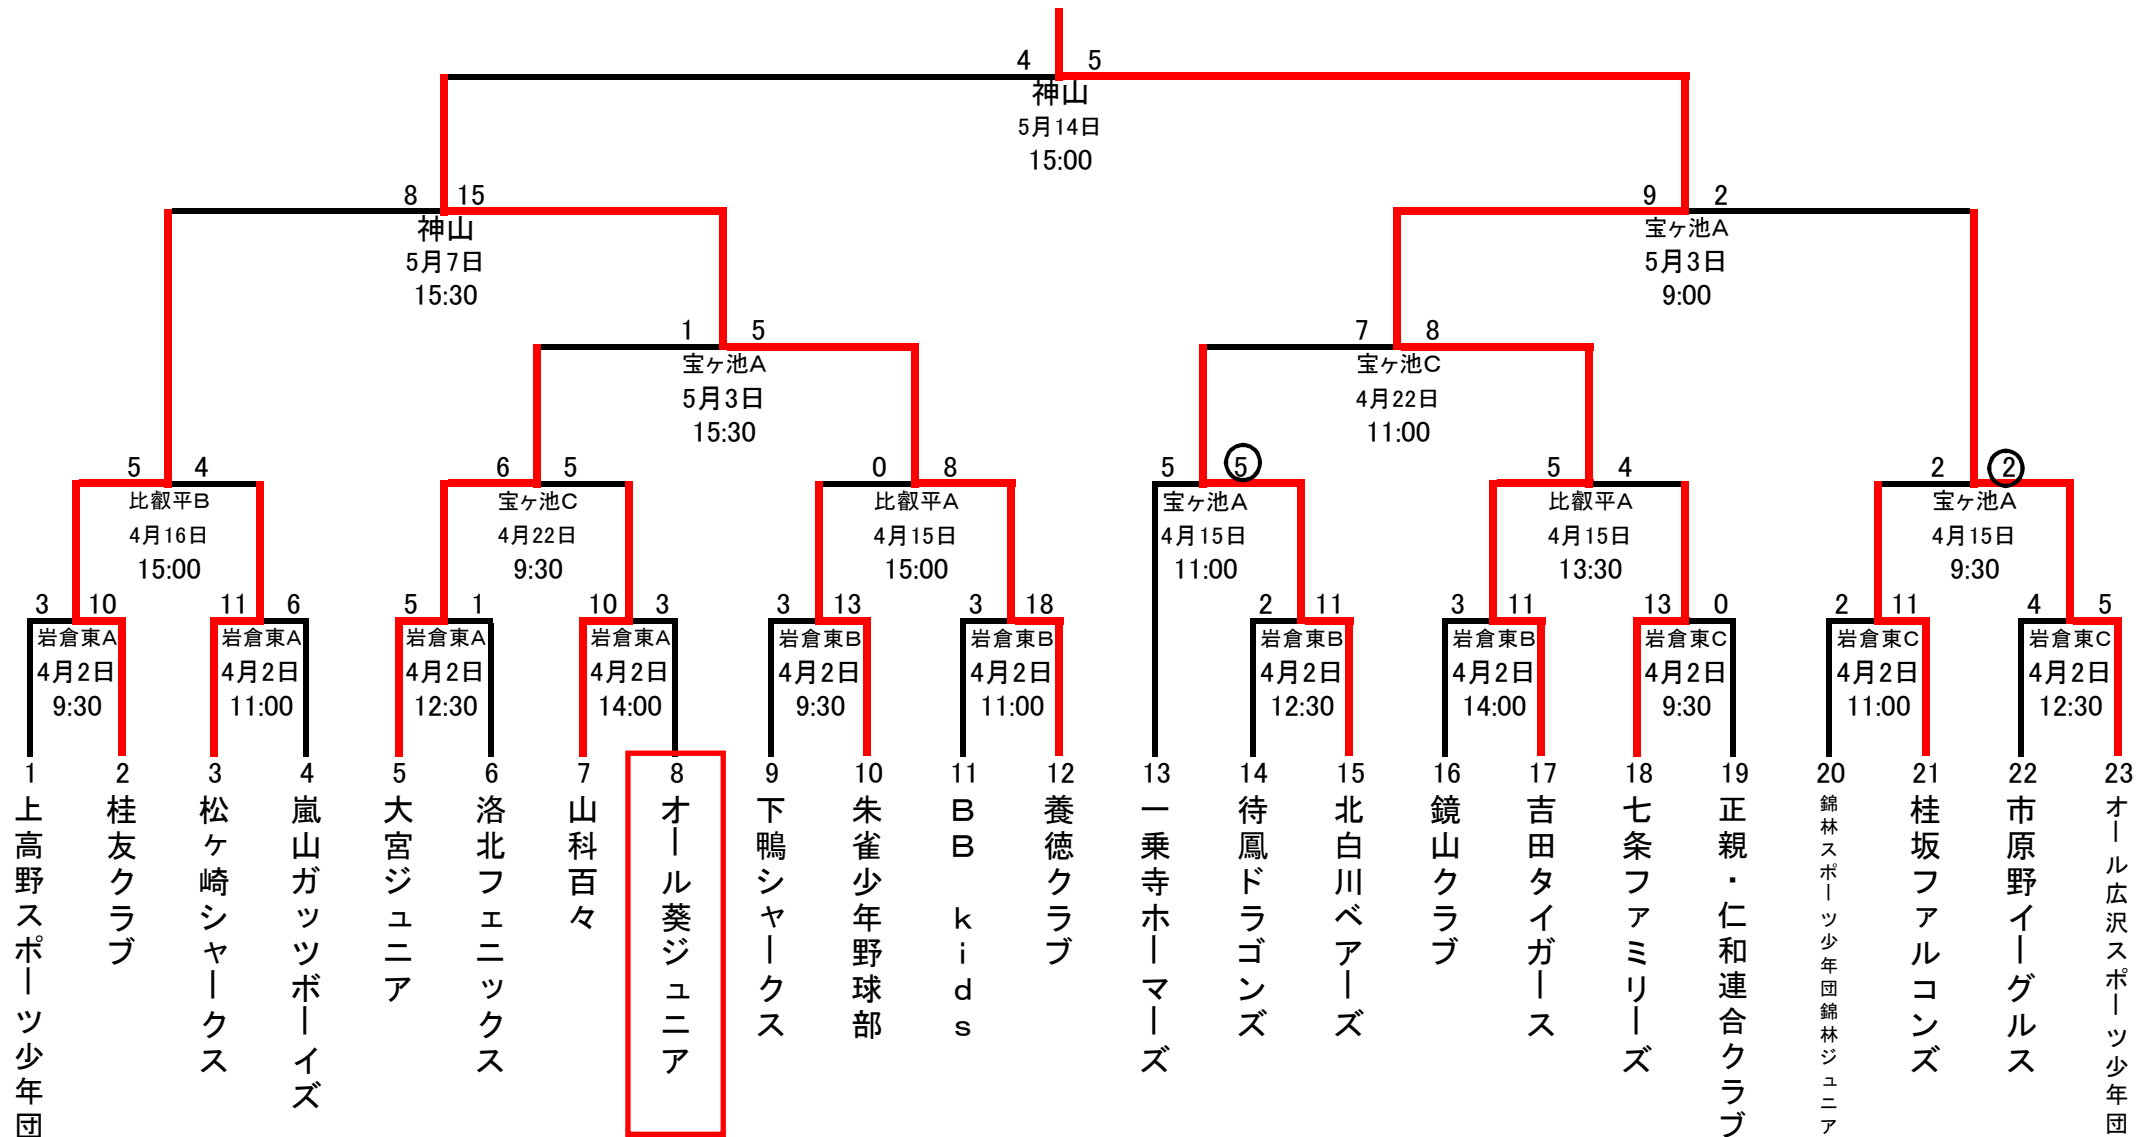 4 5
神山
5月14日
15:00
8 15
神山
5月7日
15:30
9 2
宝ヶ池A
5月3日
9:00
1 5
宝ヶ池A
5月3日
15:30
7 8
宝ヶ池C
4月22日
11:00
5 4
比叡平B
4月16日
15:00
6 5
宝ヶ池C
4月22日
9:30
0 8
比叡平A
4月15日
15:00
5 5
宝ヶ池A
4月15日
11:00
5 4
比叡平A
4月15日
13:30
2 2
宝ヶ池A
4月15日
9:30
3 10
岩倉東A
4月2日
9:30
11 6
岩倉東A
4月2日
11:00
5 1
岩倉東A
4月2日
12:30
10 3
岩倉東A
4月2日
14:00
3 13
岩倉東B
4月2日
9:30
3 18
岩倉東B
4月2日
11:00
2 11
岩倉東B
4月2日
12:30
3 11
岩倉東B
4月2日
14:00
13 0
岩倉東C
4月2日
9:30
2 11
岩倉東C
4月2日
11:00
4 5
岩倉東C
4月2日
12:30
1
上高野スポーツ少年団
2
桂友クラブ
3
松ヶ崎シャークス
4
嵐山ガッツボーイズ
5
大宮ジュニア
6
洛北フェニックス
7
山科百々
8
オール葵ジュニア
9
下鴨シャークス
10
朱雀少年野球部
11
BB kids
12
養徳クラブ
13
一乗寺ホーマーズ
14
待鳳ドラゴンズ
15
北白川ベアーズ
16
鏡山クラブ
17
吉田タイガース
18
七条ファミリーズ
19
正親・仁和連合クラブ
20
錦林スポーツ少年団錦林ジュニア
21
桂坂ファルコンズ
22
市原野イーグルス
23
オール広沢スポーツ少年団